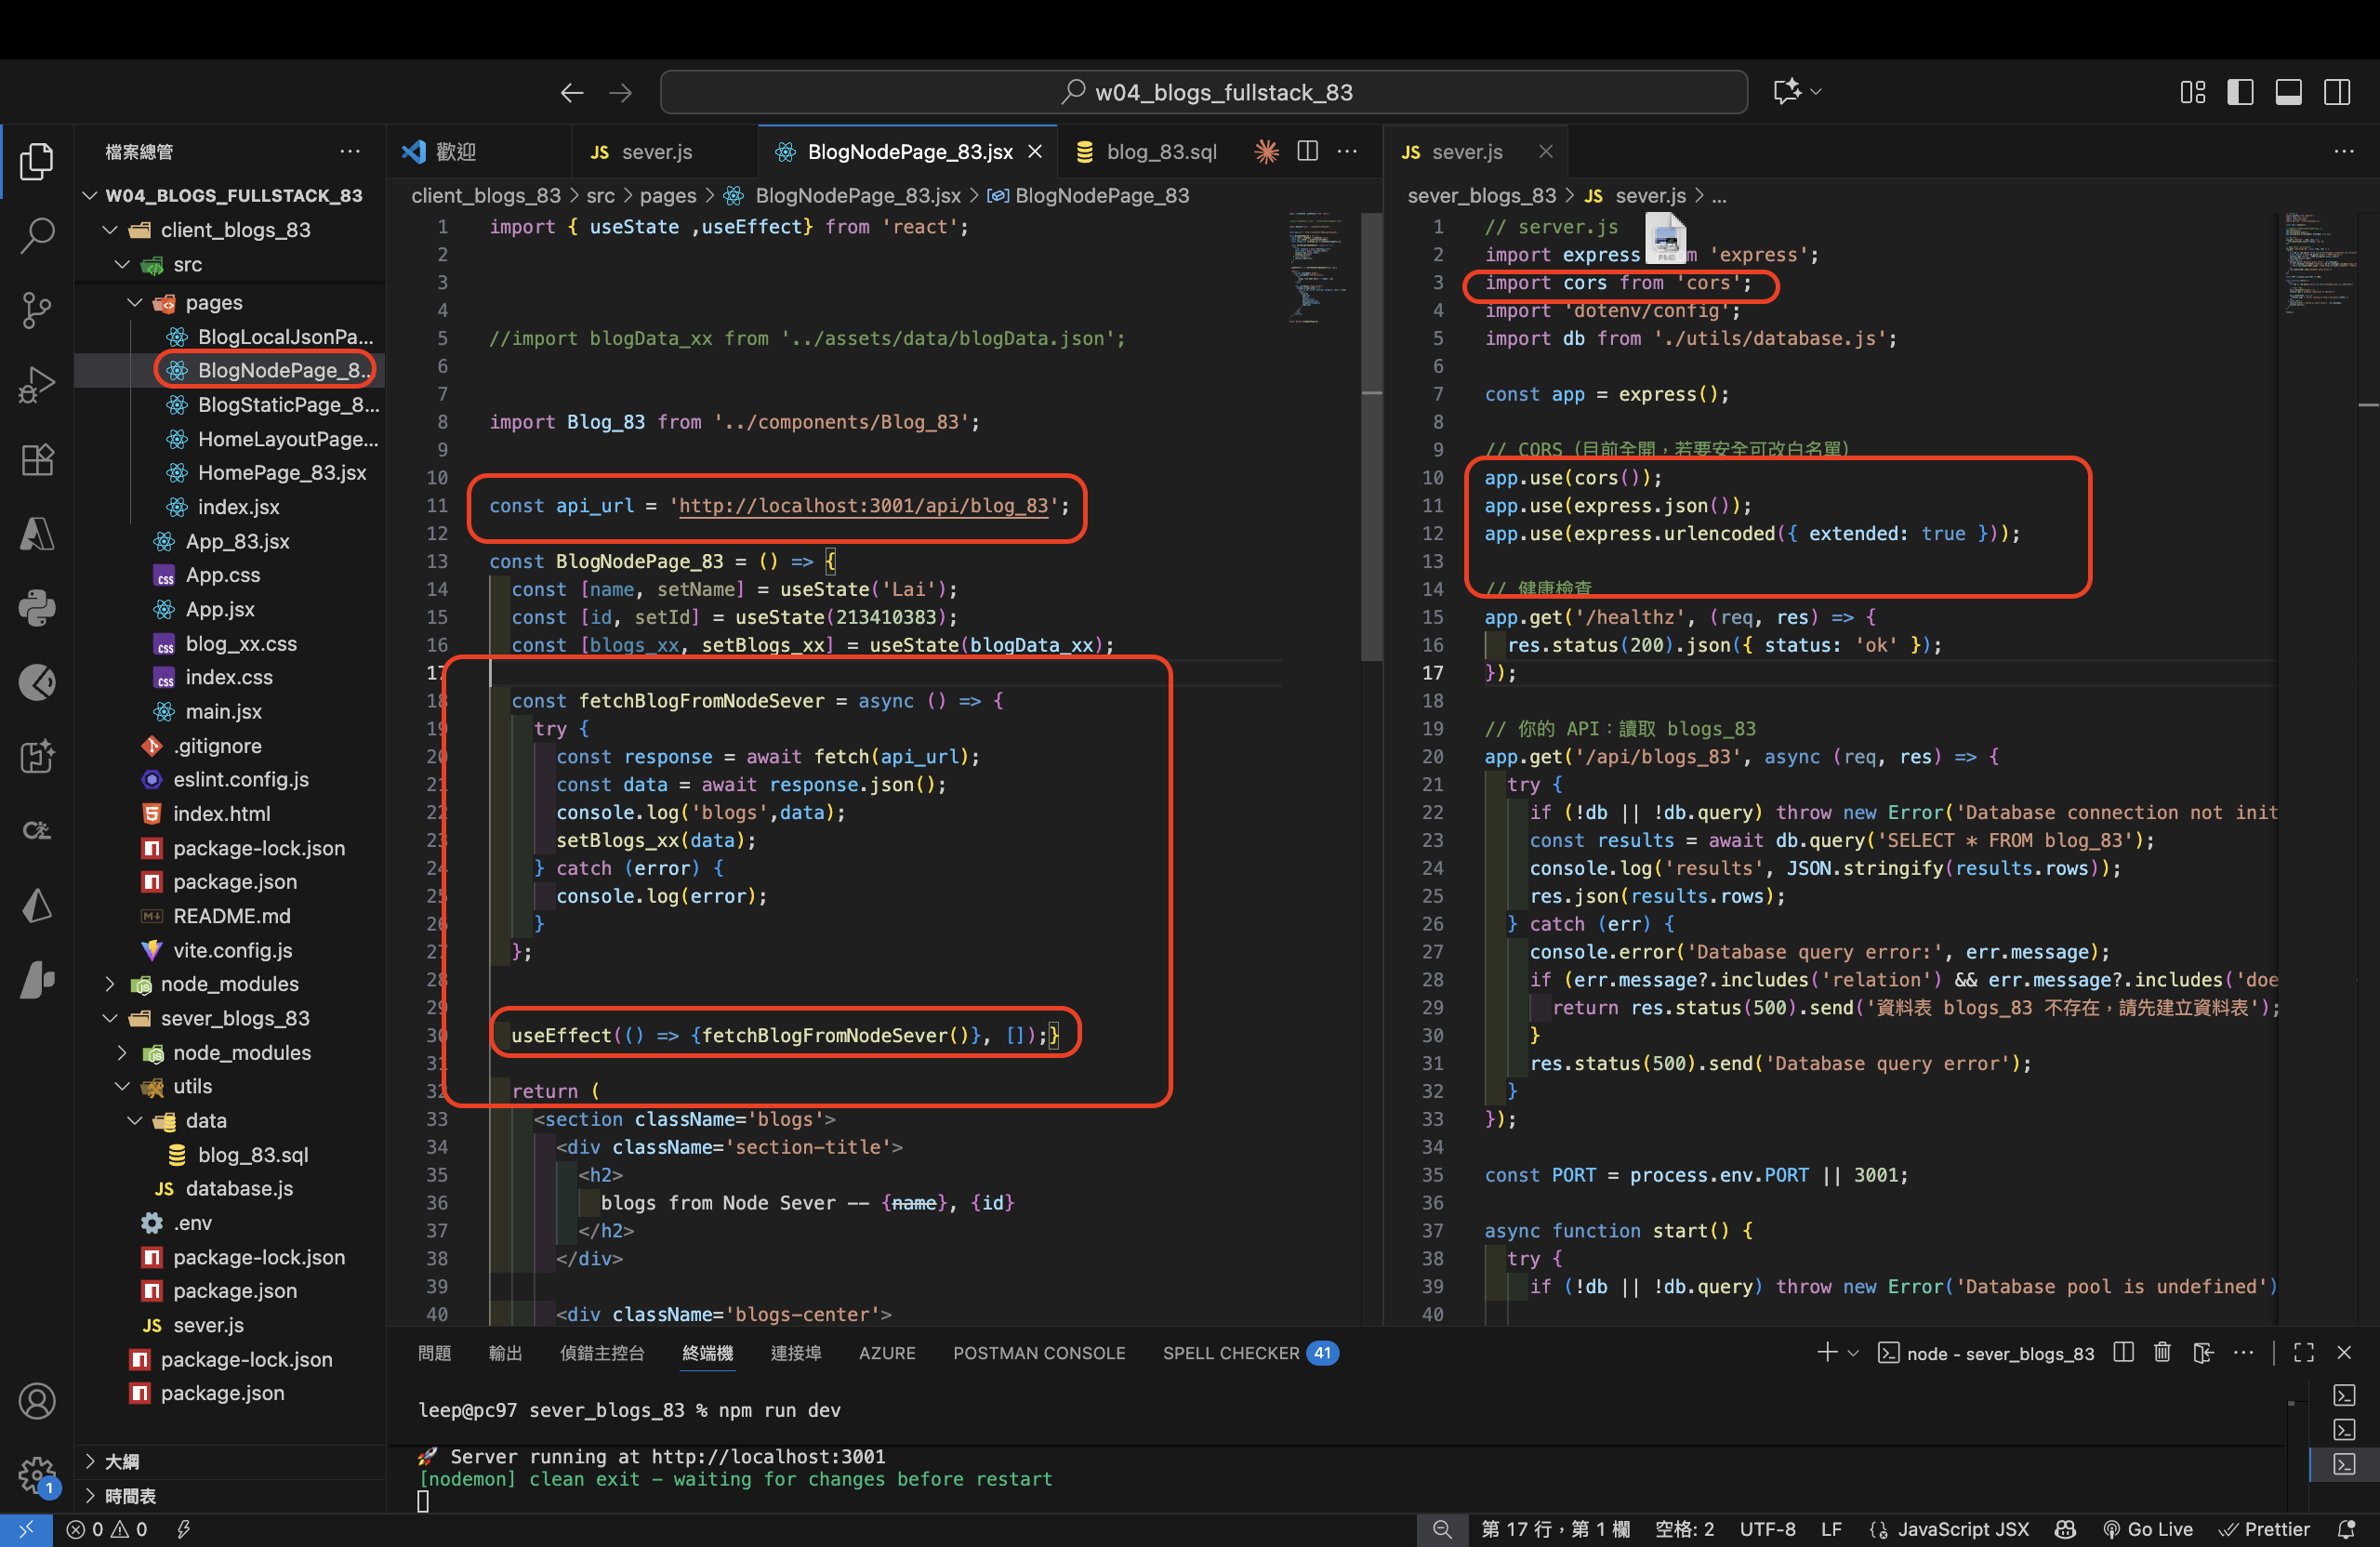 w04_blogs_fullstack_83
檔案總管
W04_BLOGS_FULLSTACK_83
client_blogs_83
src
pages
BlogLocalJsonPa...
BlogNodePage_8...
BlogStaticPage_8...
HomeLayoutPage...
HomePage_83.jsx
index.jsx
App_83.jsx
App.css
App.jsx
blog_xx.css
index.css
main.jsx
.gitignore
eslint.config.js
index.html
package-lock.json
package.json
README.md
vite.config.js
node_modules
sever_blogs_83
node_modules
utils
data
blog_83.sql
database.js
.env
package-lock.json
package.json
sever.js
package-lock.json
package.json
大綱
時間表
歡迎
sever.js
BlogNodePage_83.jsx
blog_83.sql
client_blogs_83 > src > pages > BlogNodePage_83.jsx > BlogNodePage_83
1 import { useState ,useEffect} from 'react';
2
3
4
5 //import blogData_xx from '../assets/data/blogData.json';
6
7
8 import Blog_83 from '../components/Blog_83';
9
10
11 const api_url = 'http://localhost:3001/api/blog_83';
12
13 const BlogNodePage_83 = () => {
14 const [name, setName] = useState('Lai');
15 const [id, setId] = useState(213410383);
16 const [blogs_xx, setBlogs_xx] = useState(blogData_xx);
17
18 const fetchBlogFromNodeSever = async () => {
19 try {
20 const response = await fetch(api_url);
21 const data = await response.json();
22 console.log('blogs',data);
23 setBlogs_xx(data);
24 } catch (error) {
25 console.log(error);
26 }
27 };
28
29
30 useEffect(() => {fetchBlogFromNodeSever()}, []);}
31
32 return (
33 <section className='blogs'>
34 <div className='section-title'>
35 <h2>
36 blogs from Node Sever -- {name}, {id}
37 </h2>
38 </div>
39
40 <div className='blogs-center'>
sever.js
sever_blogs_83 > sever.js > ...
1 // server.js
2 import express 'express';
3 import cors from 'cors';
4 import 'dotenv/config';
5 import db from './utils/database.js';
6
7 const app = express();
8
9 // CORS（目前全開，若要安全可改白名單）
10 app.use(cors());
11 app.use(express.json());
12 app.use(express.urlencoded({ extended: true }));
13
14 // 健康檢查
15 app.get('/healthz', (req, res) => {
16 res.status(200).json({ status: 'ok' });
17 });
18
19 // 你的 API：讀取 blogs_83
20 app.get('/api/blogs_83', async (req, res) => {
21 try {
22 if (!db || !db.query) throw new Error('Database connection not init
23 const results = await db.query('SELECT * FROM blog_83');
24 console.log('results', JSON.stringify(results.rows));
25 res.json(results.rows);
26 } catch (err) {
27 console.error('Database query error:', err.message);
28 if (err.message?.includes('relation') && err.message?.includes('doe
29 return res.status(500).send('資料表 blogs_83 不存在，請先建立資料表');
30 }
31 res.status(500).send('Database query error');
32 }
33 });
34
35 const PORT = process.env.PORT || 3001;
36
37 async function start() {
38 try {
39 if (!db || !db.query) throw new Error('Database pool is undefined')
40
問題 輸出 偵錯主控台 終端機 連接埠 AZURE POSTMAN CONSOLE SPELL CHECKER 41
node - sever_blogs_83
leep@pc97 sever_blogs_83 % npm run dev
🚀 Server running at http://localhost:3001
[nodemon] clean exit - waiting for changes before restart
1
0 0
第 17 行，第 1 欄 空格: 2 UTF-8 LF JavaScript JSX Go Live Prettier